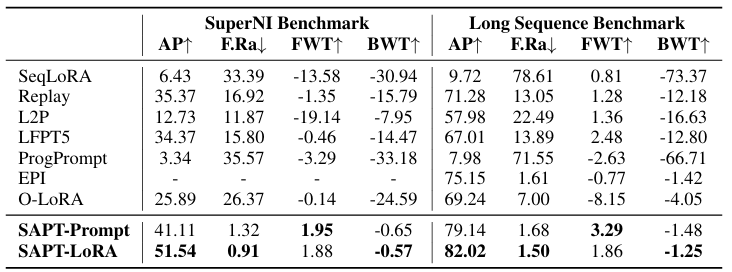 SuperNI Benchmark Long Sequence Benchmark
AP↑ F.Ra↓ FWT↑ BWT↑ AP↑ F.Ra↓ FWT↑ BWT↑
SeqLoRA 6.43 33.39 -13.58 -30.94 9.72 78.61 0.81 -73.37
Replay 35.37 16.92 -1.35 -15.79 71.28 13.05 1.28 -12.18
L2P 12.73 11.87 -19.14 -7.95 57.98 22.49 1.36 -16.63
LFPT5 34.37 15.80 -0.46 -14.47 67.01 13.89 2.48 -12.80
ProgPrompt 3.34 35.57 -3.29 -33.18 7.98 71.55 -2.63 -66.71
EPI - - - - 75.15 1.61 -0.77 -1.42
O-LoRA 25.89 26.37 -0.14 -24.59 69.24 7.00 -8.15 -4.05
SAPT-Prompt 41.11 1.32 1.95 -0.65 79.14 1.68 3.29 -1.48
SAPT-LoRA 51.54 0.91 1.88 -0.57 82.02 1.50 1.86 -1.25